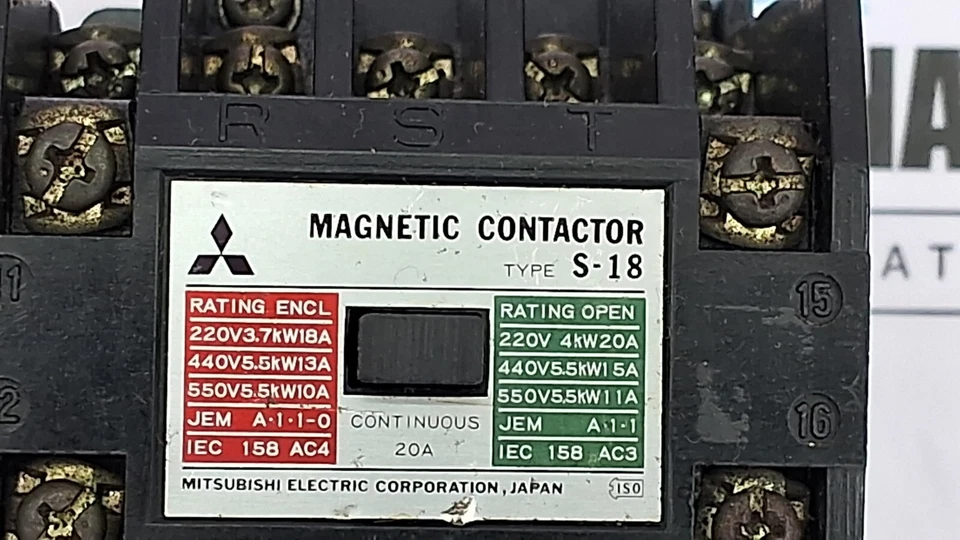 R S T
MAGNETIC CONTACTOR
TYPE S-18
RATING ENCL
220V3.7kW18A
440V5.5kW13A
550V5.5kW10A
JEM A·1·1-0
IEC 158 AC4
CONTINUOUS
20A
RATING OPEN
220V 4kW20A
440V5.5kW15A
550V5.5kW11A
JEM A·1·1
IEC 158 AC3
MITSUBISHI ELECTRIC CORPORATION, JAPAN
ISO
15
16
AT